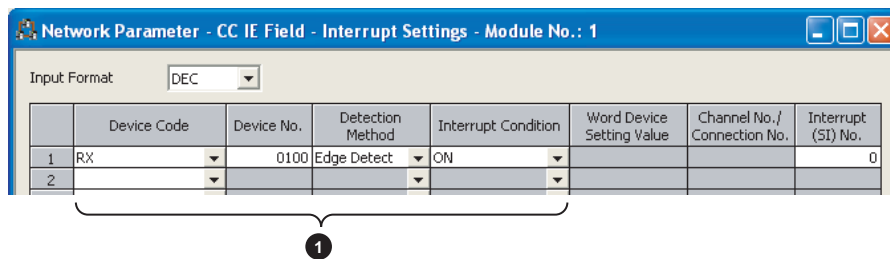 Network Parameter - CC IE Field - Interrupt Settings - Module No.: 1
Input Format DEC
Device Code Device No. Detection Method Interrupt Condition Word Device Setting Value Channel No./ Connection No. Interrupt (SI) No.
1 RX 0100 Edge Detect ON 0
2
1